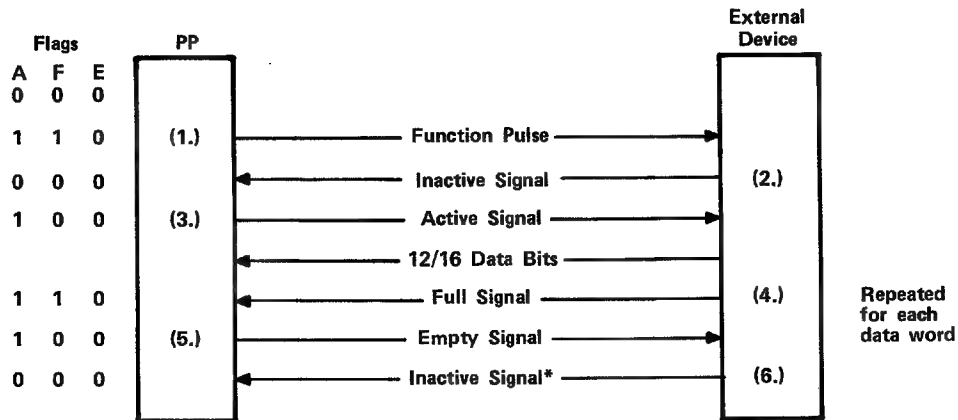 External
Device
Flags PP
A F E
0 0 0
1 1 0 (1.) Function Pulse
0 0 0 Inactive Signal (2.)
1 0 0 (3.) Active Signal
12/16 Data Bits
1 1 0 Full Signal (4.) Repeated
for each
1 0 0 (5.) Empty Signal data word
0 0 0 Inactive Signal* (6.)